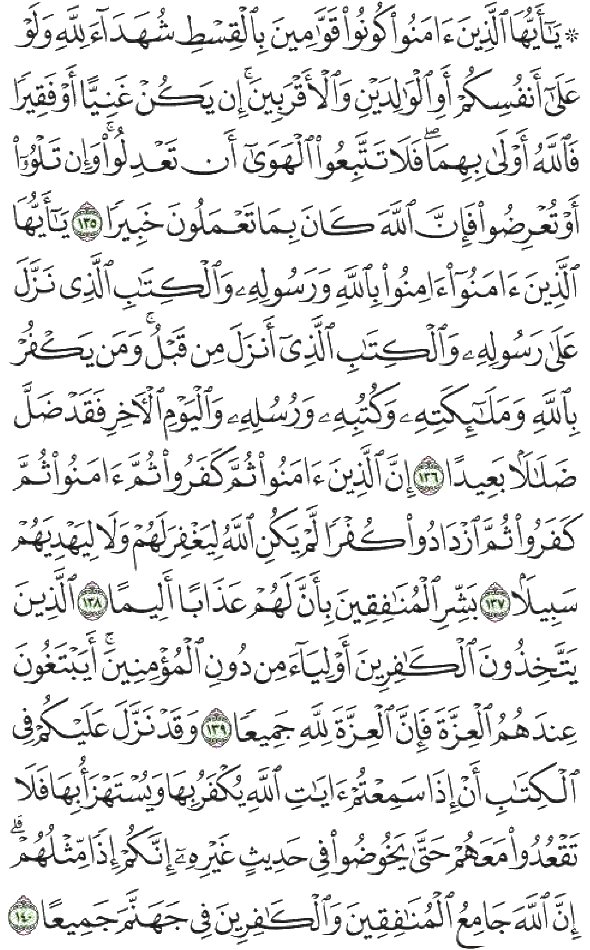 ۞ يَٰٓأَيُّهَا ٱلَّذِينَ ءَامَنُوا۟ كُونُوا۟ قَوَّٰمِينَ بِٱلْقِسْطِ شُهَدَآءَ لِلَّهِ وَلَوْ
عَلَىٰٓ أَنفُسِكُمْ أَوِ ٱلْوَٰلِدَيْنِ وَٱلْأَقْرَبِينَ ۚ إِن يَكُنْ غَنِيًّا أَوْ فَقِيرًا
فَٱللَّهُ أَوْلَىٰ بِهِمَا ۖ فَلَا تَتَّبِعُوا۟ ٱلْهَوَىٰٓ أَن تَعْدِلُوا۟ ۚ وَإِن تَلْوُۥٓا۟
أَوْ تُعْرِضُوا۟ فَإِنَّ ٱللَّهَ كَانَ بِمَا تَعْمَلُونَ خَبِيرًا ١٣٥ يَٰٓأَيُّهَا
ٱلَّذِينَ ءَامَنُوٓا۟ ءَامِنُوا۟ بِٱللَّهِ وَرَسُولِهِۦ وَٱلْكِتَٰبِ ٱلَّذِى نَزَّلَ
عَلَىٰ رَسُولِهِۦ وَٱلْكِتَٰبِ ٱلَّذِىٓ أَنزَلَ مِن قَبْلُ ۚ وَمَن يَكْفُرْ
بِٱللَّهِ وَمَلَٰٓئِكَتِهِۦ وَكُتُبِهِۦ وَرُسُلِهِۦ وَٱلْيَوْمِ ٱلْءَاخِرِ فَقَدْ ضَلَّ
ضَلَٰلًۢا بَعِيدًا ١٣٦ إِنَّ ٱلَّذِينَ ءَامَنُوا۟ ثُمَّ كَفَرُوا۟ ثُمَّ ءَامَنُوا۟ ثُمَّ
كَفَرُوا۟ ثُمَّ ٱزْدَادُوا۟ كُفْرًا لَّمْ يَكُنِ ٱللَّهُ لِيَغْفِرَ لَهُمْ وَلَا لِيَهْدِيَهُمْ
سَبِيلًۢا ١٣٧ بَشِّرِ ٱلْمُنَٰفِقِينَ بِأَنَّ لَهُمْ عَذَابًا أَلِيمًا ١٣٨ ٱلَّذِينَ
يَتَّخِذُونَ ٱلْكَٰفِرِينَ أَوْلِيَآءَ مِن دُونِ ٱلْمُؤْمِنِينَ ۚ أَيَبْتَغُونَ
عِندَهُمُ ٱلْعِزَّةَ فَإِنَّ ٱلْعِزَّةَ لِلَّهِ جَمِيعًا ١٣٩ وَقَدْ نَزَّلَ عَلَيْكُمْ فِى
ٱلْكِتَٰبِ أَنْ إِذَا سَمِعْتُمْ ءَايَٰتِ ٱللَّهِ يُكْفَرُ بِهَا وَيُسْتَهْزَأُ بِهَا فَلَا
تَقْعُدُوا۟ مَعَهُمْ حَتَّىٰ يَخُوضُوا۟ فِى حَدِيثٍ غَيْرِهِۦٓ ۚ إِنَّكُمْ إِذًا مِّثْلُهُمْ ۗ
إِنَّ ٱللَّهَ جَامِعُ ٱلْمُنَٰفِقِينَ وَٱلْكَٰفِرِينَ فِى جَهَنَّمَ جَمِيعًا ١٤٠